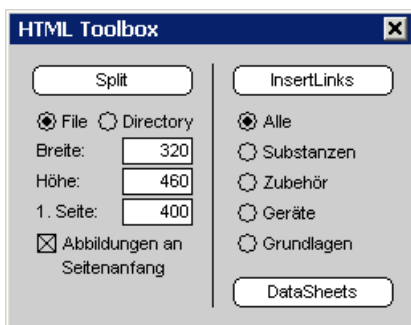 HTML Toolbox
Split
File Directory
Breite: 320
Höhe: 460
1. Seite: 400
Abbildungen an
Seitenanfang
InsertLinks
Alle
Substanzen
Zubehör
Geräte
Grundlagen
DataSheets